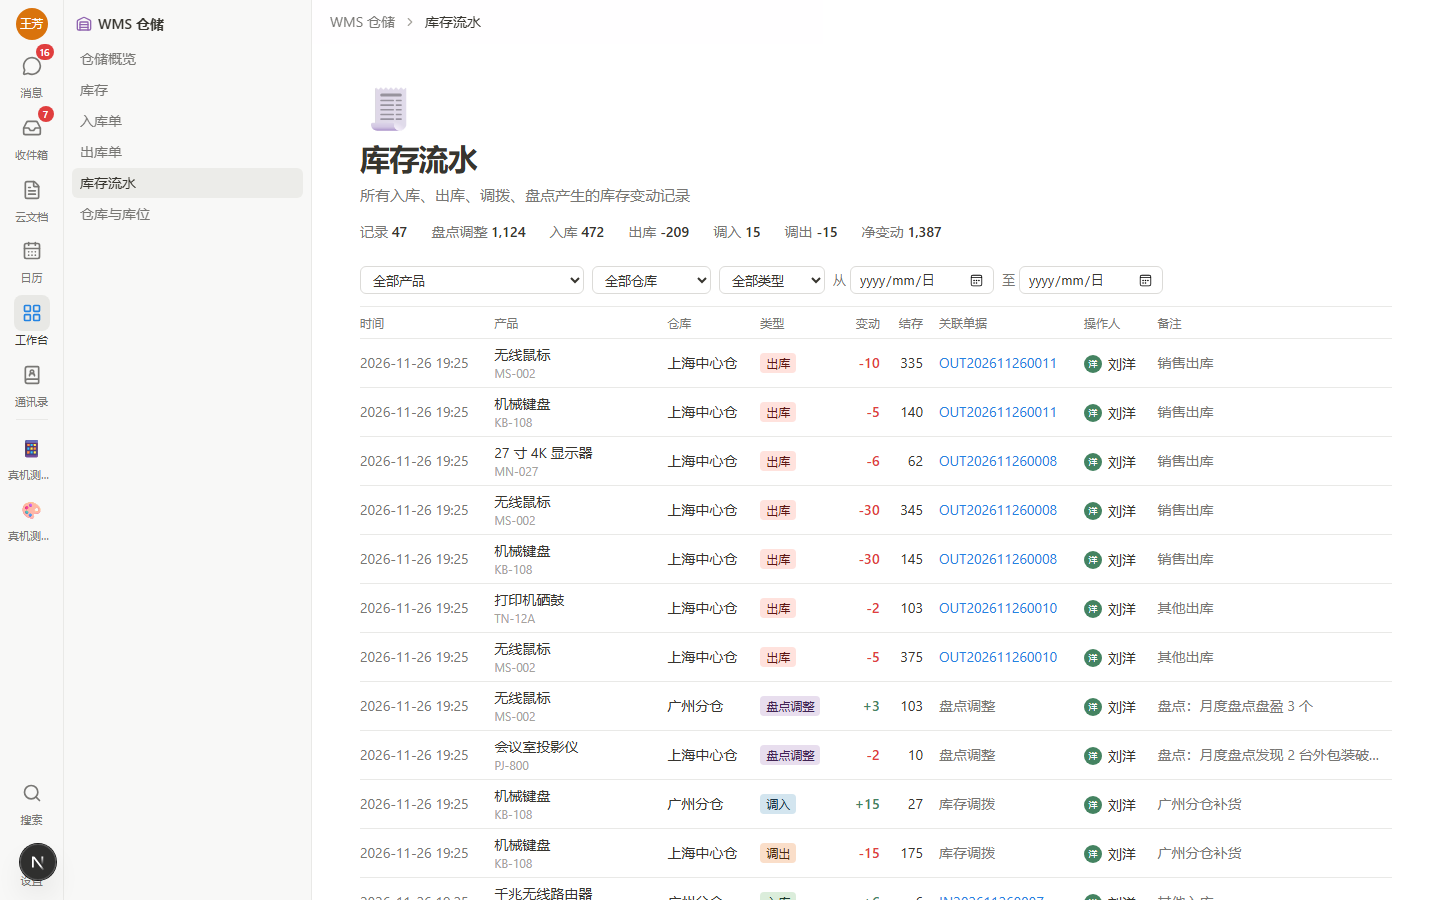 王芳
16
消息
7
收件箱
云文档
日历
工作台
通讯录
真机测...
真机测...
搜索
N
WMS 仓储
仓储概览
库存
入库单
出库单
库存流水
仓库与库位
WMS 仓储 > 库存流水
库存流水
所有入库、出库、调拨、盘点产生的库存变动记录
记录 47 盘点调整 1,124 入库 472 出库 -209 调入 15 调出 -15 净变动 1,387
全部产品 全部仓库 全部类型 从 yyyy/mm/日 至 yyyy/mm/日
时间 产品 仓库 类型 变动 结存 关联单据 操作人 备注
2026-11-26 19:25 无线鼠标 上海中心仓 出库 -10 335 OUT202611260011 洋 刘洋 销售出库
MS-002
2026-11-26 19:25 机械键盘 上海中心仓 出库 -5 140 OUT202611260011 洋 刘洋 销售出库
KB-108
2026-11-26 19:25 27 寸 4K 显示器 上海中心仓 出库 -6 62 OUT202611260008 洋 刘洋 销售出库
MN-027
2026-11-26 19:25 无线鼠标 上海中心仓 出库 -30 345 OUT202611260008 洋 刘洋 销售出库
MS-002
2026-11-26 19:25 机械键盘 上海中心仓 出库 -30 145 OUT202611260008 洋 刘洋 销售出库
KB-108
2026-11-26 19:25 打印机硒鼓 上海中心仓 出库 -2 103 OUT202611260010 洋 刘洋 其他出库
TN-12A
2026-11-26 19:25 无线鼠标 上海中心仓 出库 -5 375 OUT202611260010 洋 刘洋 其他出库
MS-002
2026-11-26 19:25 无线鼠标 广州分仓 盘点调整 +3 103 盘点调整 洋 刘洋 盘点：月度盘点盘盈 3 个
MS-002
2026-11-26 19:25 会议室投影仪 上海中心仓 盘点调整 -2 10 盘点调整 洋 刘洋 盘点：月度盘点发现 2 台外包装破...
PJ-800
2026-11-26 19:25 机械键盘 广州分仓 调入 +15 27 库存调拨 洋 刘洋 广州分仓补货
KB-108
2026-11-26 19:25 机械键盘 上海中心仓 调出 -15 175 库存调拨 洋 刘洋 广州分仓补货
KB-108
千兆无线路由器